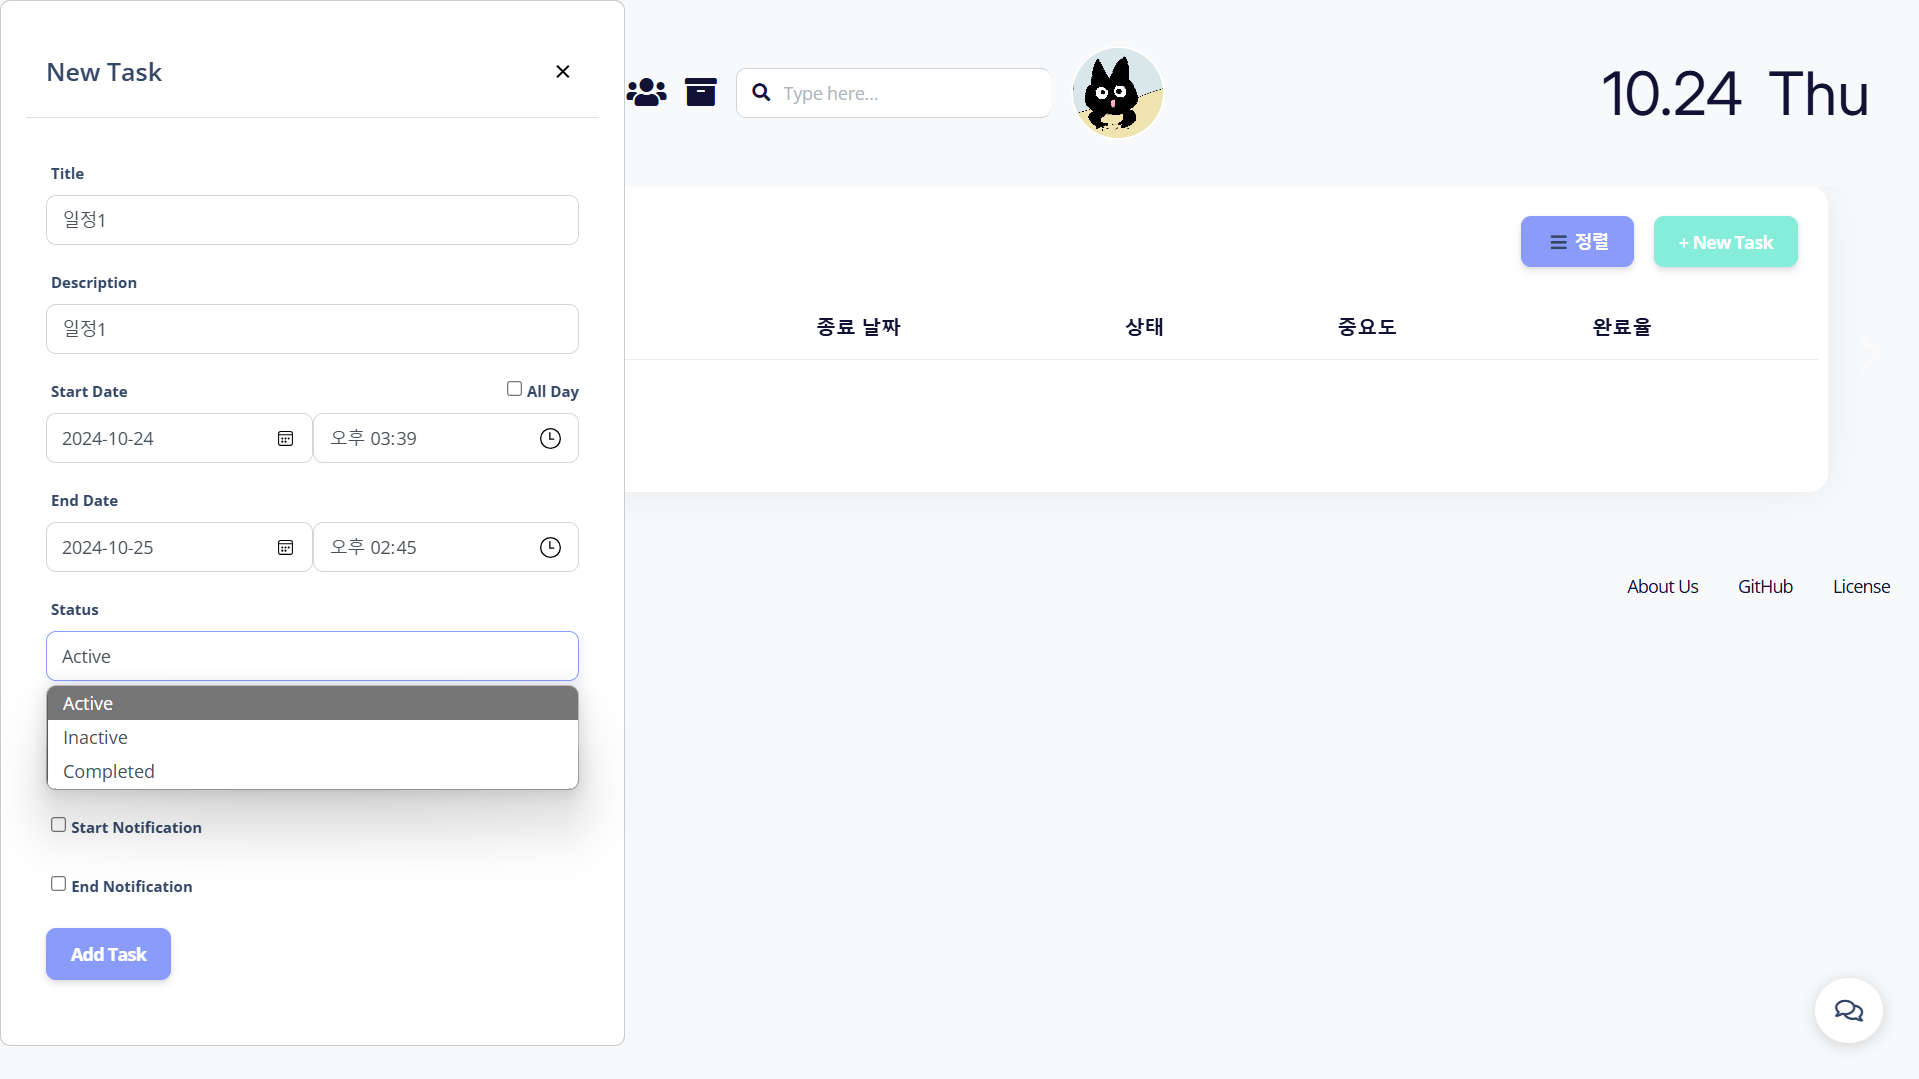 New Task
Title
일정1
Description
일정1
Start Date
All Day
2024-10-24
오후 03:39
End Date
2024-10-25
오후 02:45
Status
Active
Active
Inactive
Completed
Start Notification
End Notification
Add Task
Type here...
10.24 Thu
정렬
+ New Task
종료 날짜
상태
중요도
완료율
About Us
GitHub
License